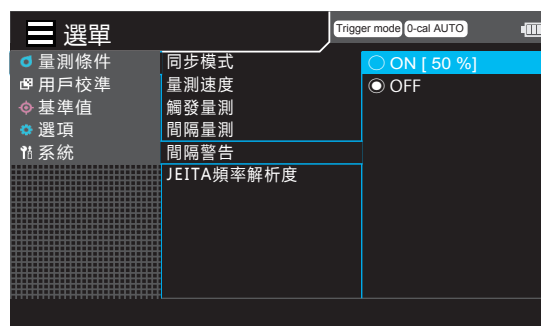 選單
Trigger mode 0-cal AUTO
量測條件
用戶校準
基準值
選項
系統
同步模式
量測速度
觸發量測
間隔量測
間隔警告
JEITA頻率解析度
ON [ 50 %]
OFF